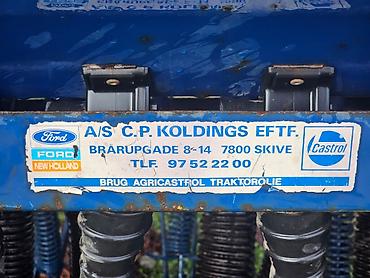 Ford
FORD
NEW HOLLAND
A/S C.P. KOLDINGS EFTF.
BRARUPGADE 8-14 7800 SKIVE
TLF. 97 52 22 00
BRUG AGRICASTROL TRAKTOROLIE
Castrol